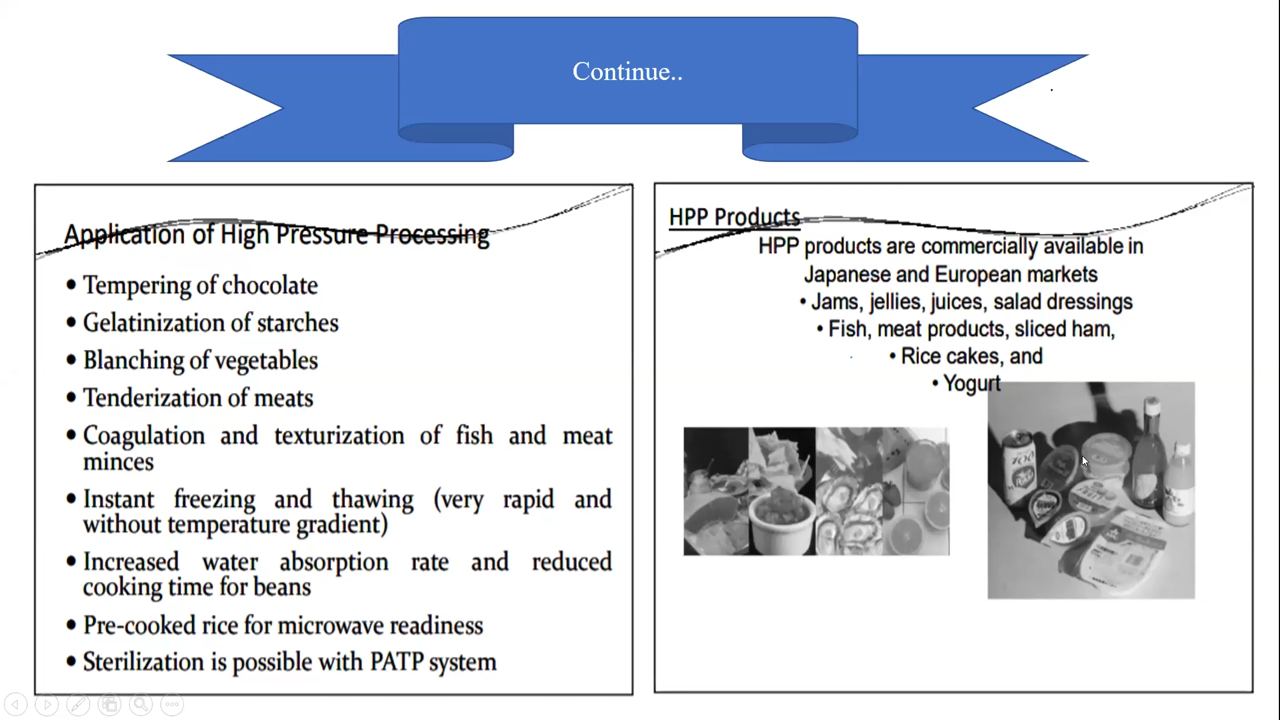 Continue..
Application of High Pressure Processing
• Tempering of chocolate
• Gelatinization of starches
• Blanching of vegetables
• Tenderization of meats
• Coagulation and texturization of fish and meat
minces
• Instant freezing and thawing (very rapid and
without temperature gradient)
• Increased water absorption rate and reduced
cooking time for beans
• Pre-cooked rice for microwave readiness
• Sterilization is possible with PATP system
HPP Products
HPP products are commercially available in
Japanese and European markets
• Jams, jellies, juices, salad dressings
• Fish, meat products, sliced ham,
• Rice cakes, and
• Yogurt